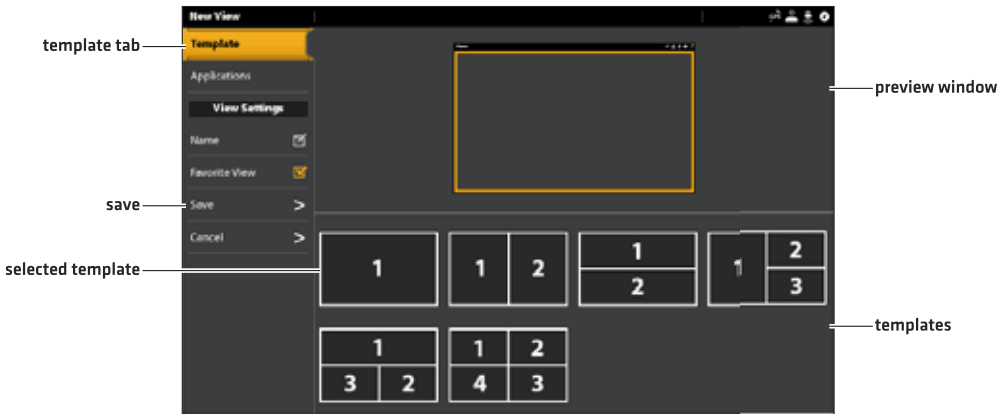 New View
template tab
Template
Applications
View Settings
Name
Favorite View
save
Save
Cancel
selected template
preview window
1
1 2
1
2
1
2
3
templates
1
3 2
1 2
4 3